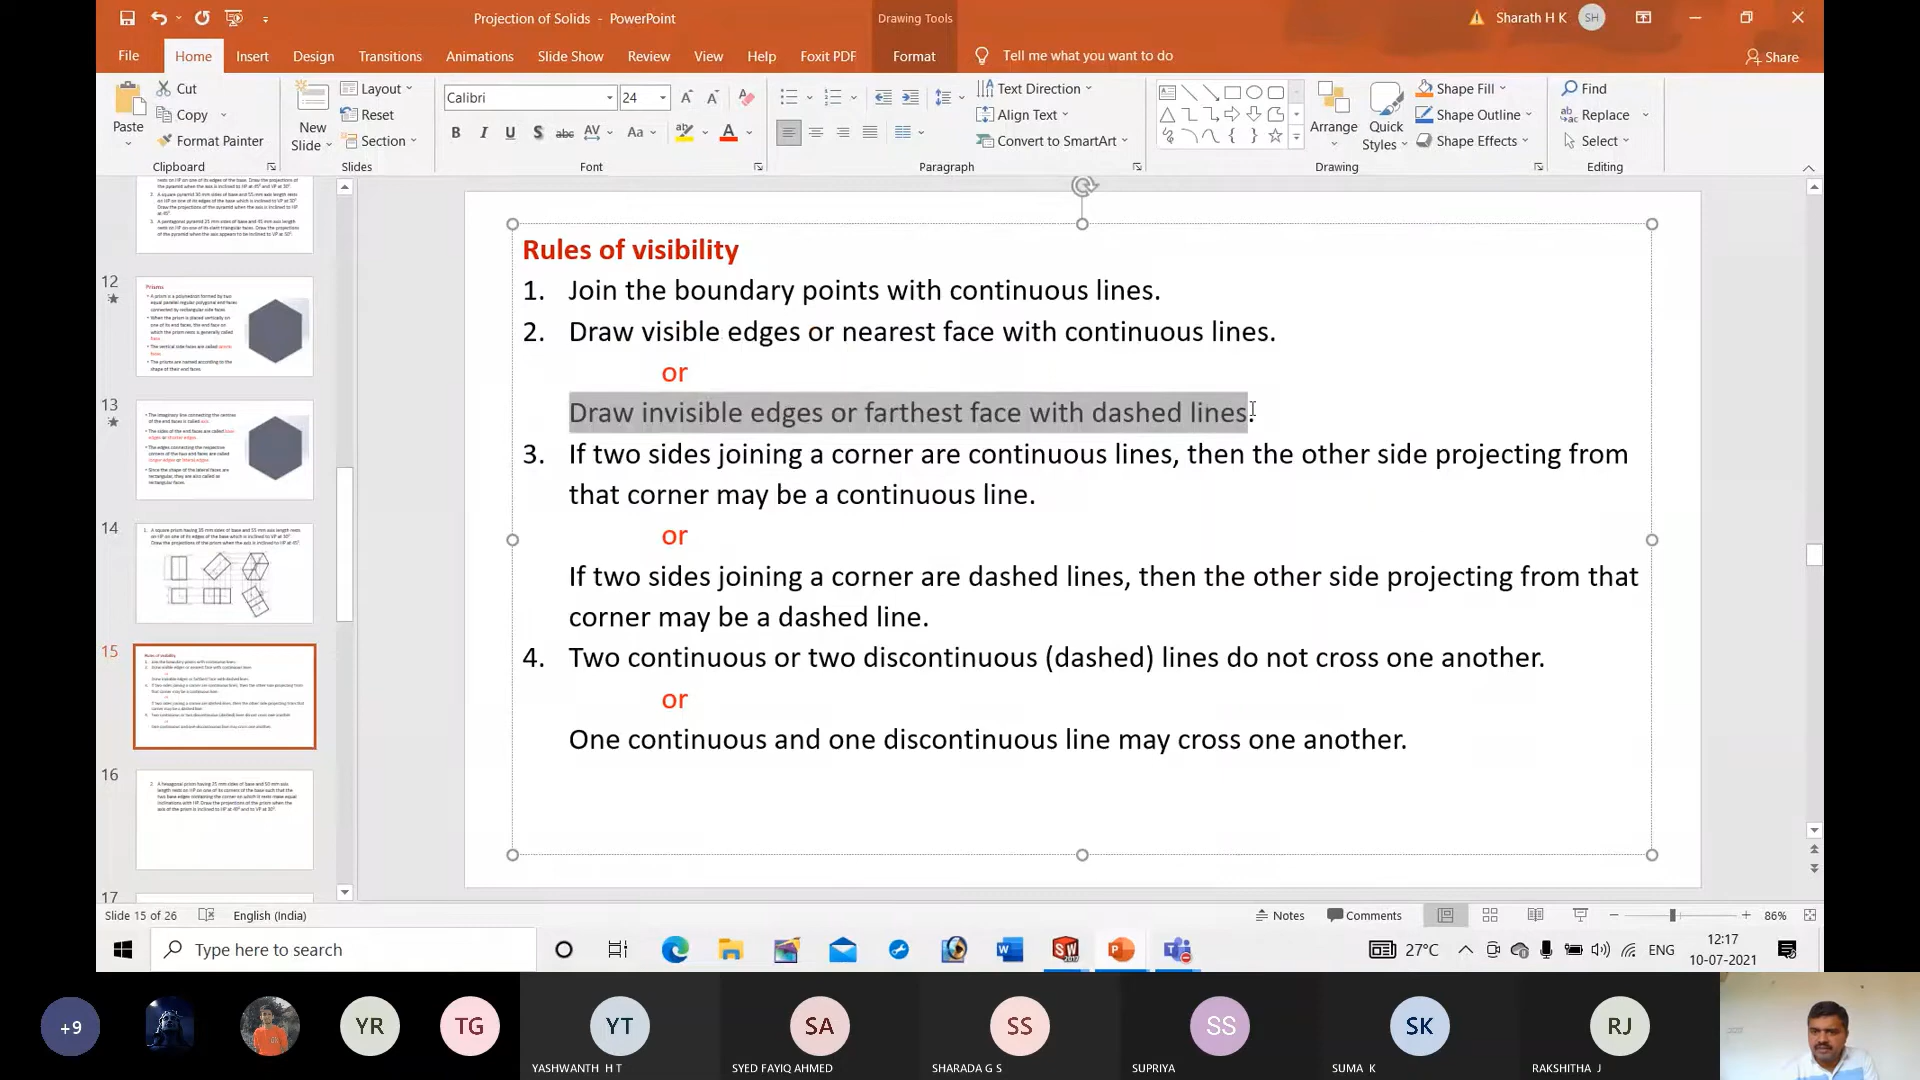 Projection of Solids - PowerPoint
Drawing Tools
Sharath H K
SH
File
Home
Insert
Design
Transitions
Animations
Slide Show
Review
View
Help
Foxit PDF
Format
Tell me what you want to do
Share
Paste
Cut
Copy
Format Painter
Clipboard
New Slide
Layout
Reset
Section
Slides
Calibri
24
Font
Text Direction
Align Text
Convert to SmartArt
Paragraph
Arrange
Quick Styles
Shape Fill
Shape Outline
Shape Effects
Drawing
Find
Replace
Select
Editing
12
Prisms
13
14
15
16
17
Rules of visibility
1. Join the boundary points with continuous lines.
2. Draw visible edges or nearest face with continuous lines.
or
Draw invisible edges or farthest face with dashed lines.
3. If two sides joining a corner are continuous lines, then the other side projecting from
that corner may be a continuous line.
or
If two sides joining a corner are dashed lines, then the other side projecting from that
corner may be a dashed line.
4. Two continuous or two discontinuous (dashed) lines do not cross one another.
or
One continuous and one discontinuous line may cross one another.
Slide 15 of 26
English (India)
Notes
Comments
86%
Type here to search
27°C
ENG
12:17
10-07-2021
+9
YR
TG
YT
SA
SS
SS
SK
RJ
YASHWANTH H T
SYED FAYIQ AHMED
SHARADA G S
SUPRIYA
SUMA K
RAKSHITHA J